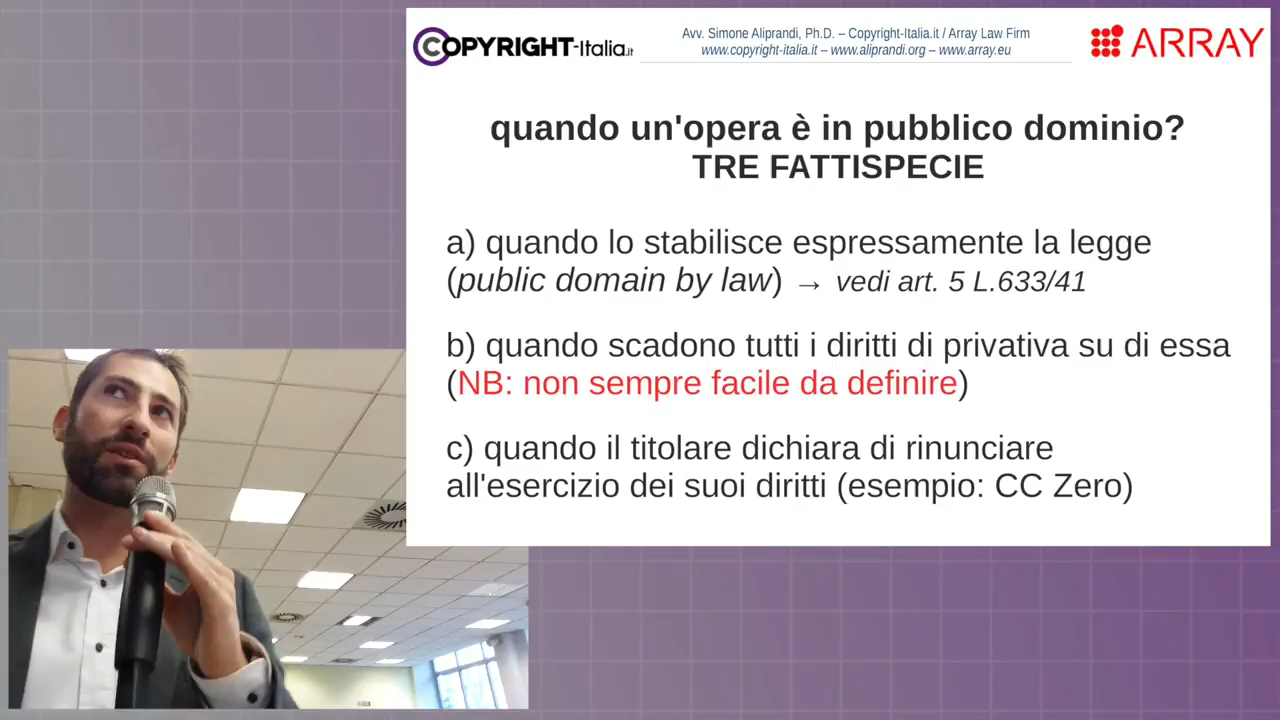 COPYRIGHT-Italia.it
Avv. Simone Aliprandi, Ph.D. – Copyright-Italia.it / Array Law Firm
www.copyright-italia.it – www.aliprandi.org – www.array.eu
ARRAY
quando un'opera è in pubblico dominio?
TRE FATTISPECIE
a) quando lo stabilisce espressamente la legge
(public domain by law) → vedi art. 5 L.633/41
b) quando scadono tutti i diritti di privativa su di essa
(NB: non sempre facile da definire)
c) quando il titolare dichiara di rinunciare
all'esercizio dei suoi diritti (esempio: CC Zero)